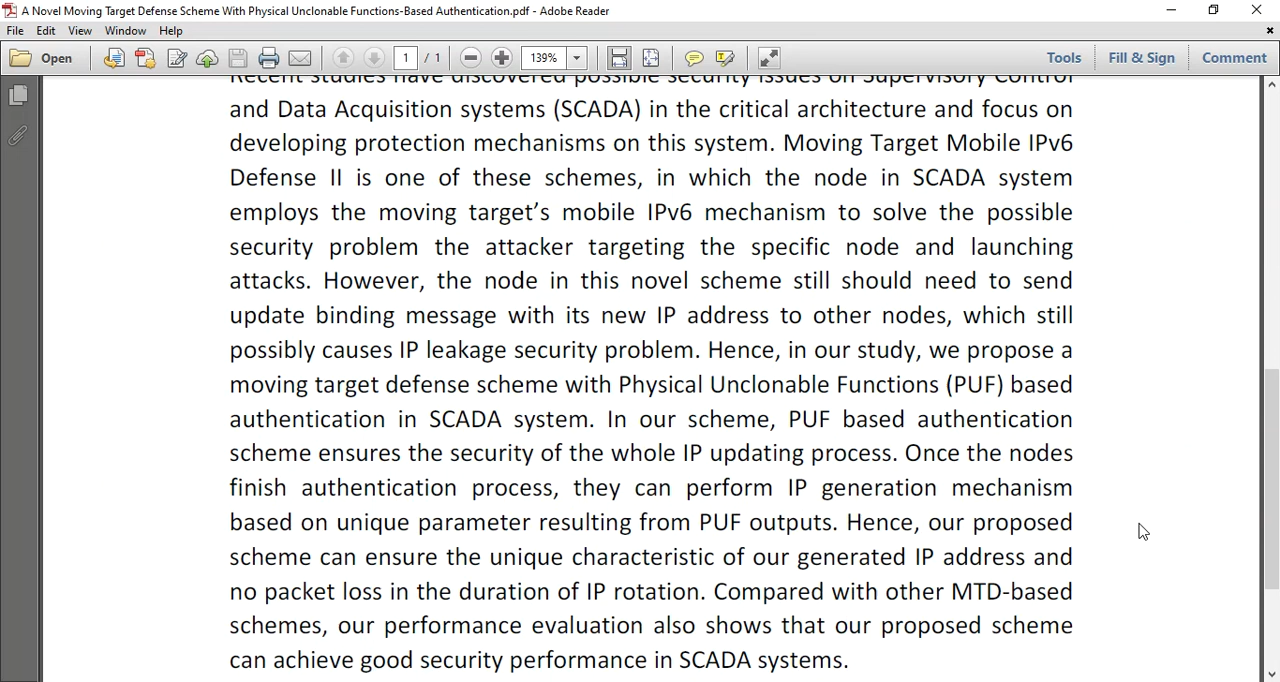 A Novel Moving Target Defense Scheme With Physical Unclonable Functions-Based Authentication.pdf - Adobe Reader
File Edit View Window Help
Open 1 / 1 139% Tools Fill & Sign Comment
Recent studies have discovered possible security issues on Supervisory Control
and Data Acquisition systems (SCADA) in the critical architecture and focus on
developing protection mechanisms on this system. Moving Target Mobile IPv6
Defense II is one of these schemes, in which the node in SCADA system
employs the moving target’s mobile IPv6 mechanism to solve the possible
security problem the attacker targeting the specific node and launching
attacks. However, the node in this novel scheme still should need to send
update binding message with its new IP address to other nodes, which still
possibly causes IP leakage security problem. Hence, in our study, we propose a
moving target defense scheme with Physical Unclonable Functions (PUF) based
authentication in SCADA system. In our scheme, PUF based authentication
scheme ensures the security of the whole IP updating process. Once the nodes
finish authentication process, they can perform IP generation mechanism
based on unique parameter resulting from PUF outputs. Hence, our proposed
scheme can ensure the unique characteristic of our generated IP address and
no packet loss in the duration of IP rotation. Compared with other MTD-based
schemes, our performance evaluation also shows that our proposed scheme
can achieve good security performance in SCADA systems.